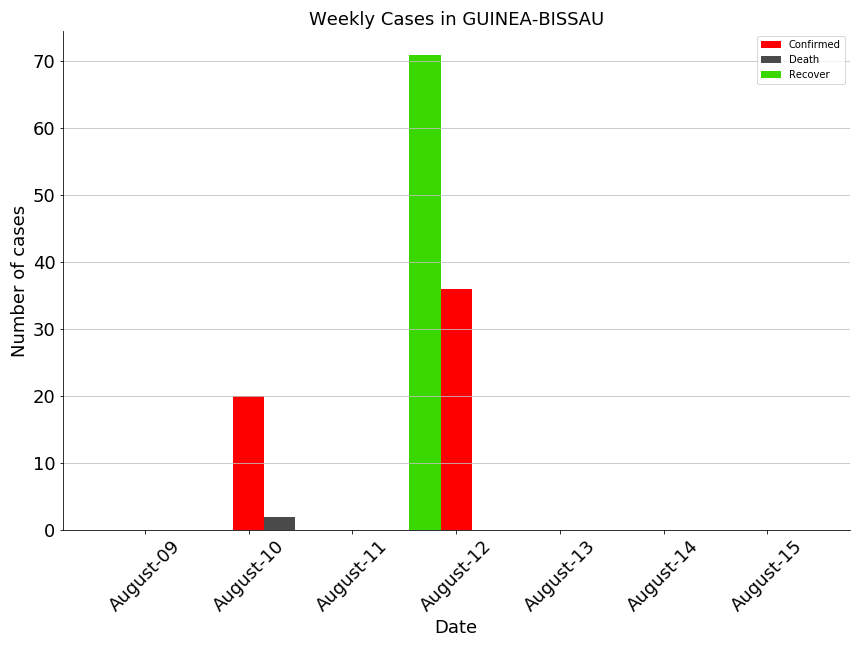 Weekly Cases in GUINEA-BISSAU
Confirmed
Death
Recover
70
60
50
40
30
20
10
0
Number of cases
August-09
August-10
August-11
August-12
August-13
August-14
August-15
Date